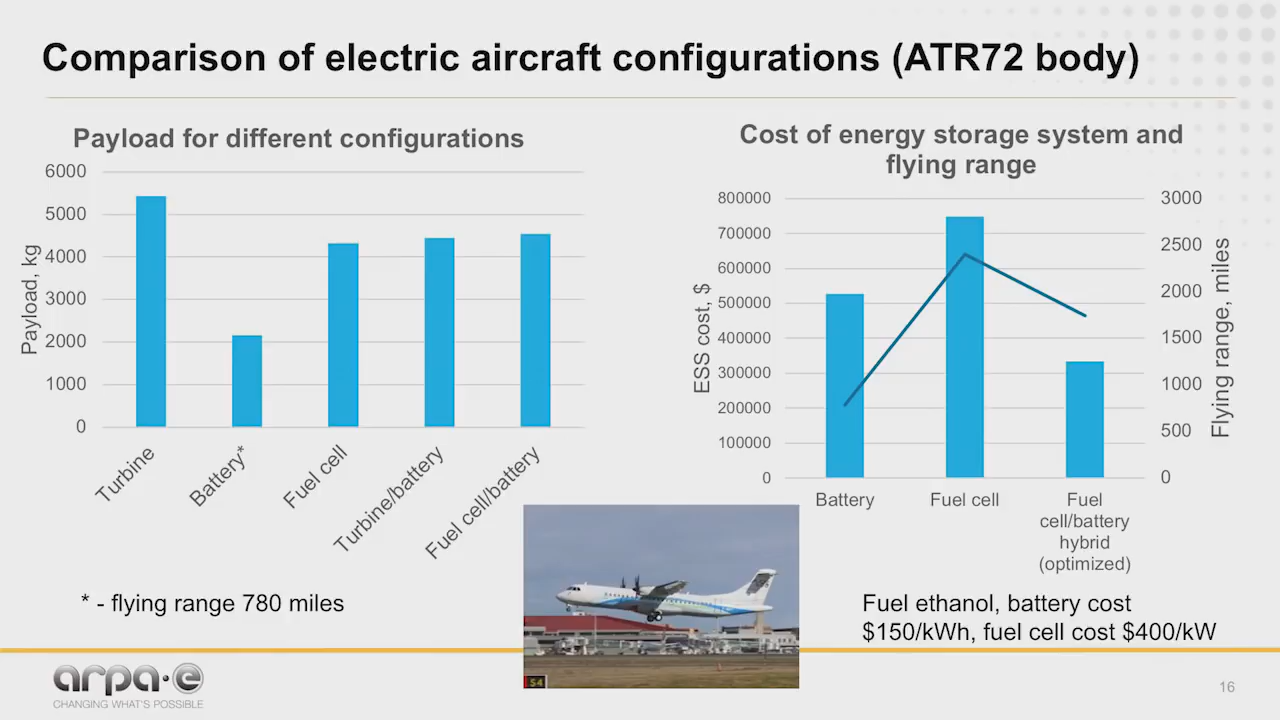 Comparison of electric aircraft configurations (ATR72 body)
Payload for different configurations
6000
5000
4000
3000
2000
1000
0
Payload, kg
Turbine
Battery*
Fuel cell
Turbine/battery
Fuel cell/battery
* - flying range 780 miles
Cost of energy storage system and
flying range
800000
700000
600000
500000
400000
300000
200000
100000
0
ESS cost, $
3000
2500
2000
1500
1000
500
0
Flying range, miles
Battery
Fuel cell
Fuel
cell/battery
hybrid
(optimized)
Fuel ethanol, battery cost
$150/kWh, fuel cell cost $400/kW
54
arpa·e
CHANGING WHAT'S POSSIBLE
16